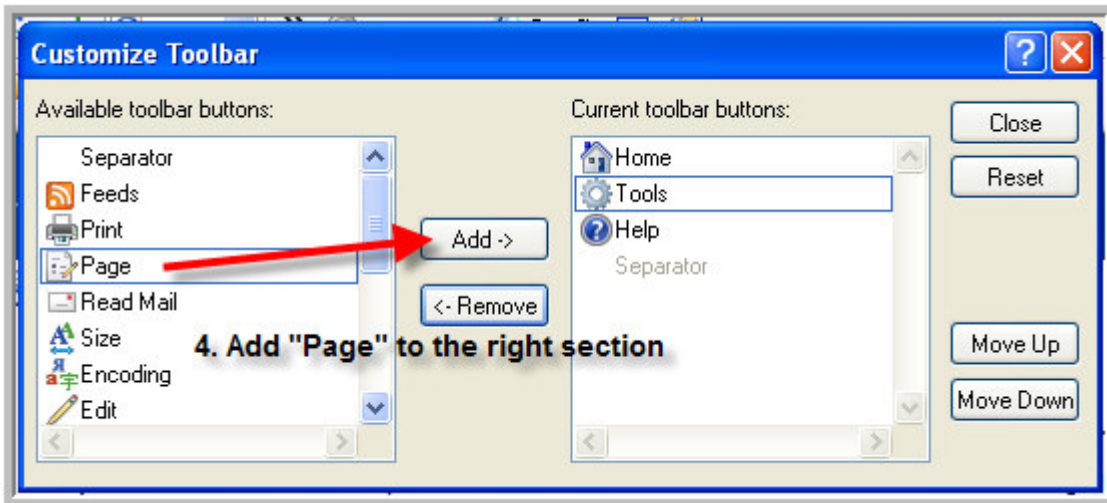 Customize Toolbar
Available toolbar buttons:
Separator
Feeds
Print
Page
Read Mail
Size
Encoding
Edit
Add ->
<- Remove
4. Add "Page" to the right section
Current toolbar buttons:
Home
Tools
Help
Separator
Close
Reset
Move Up
Move Down